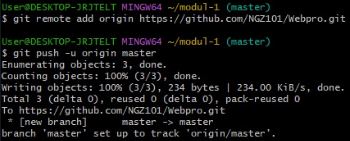 User@DESKTOP-JRJTELT MINGW64 ~/modul-1 (master)
$ git remote add origin https://github.com/NGZ101/Webpro.git
User@DESKTOP-JRJTELT MINGW64 ~/modul-1 (master)
$ git push -u origin master
Enumerating objects: 3, done.
Counting objects: 100% (3/3), done.
Writing objects: 100% (3/3), 234 bytes | 234.00 KiB/s, done.
Total 3 (delta 0), reused 0 (delta 0), pack-reused 0
To https://github.com/NGZ101/Webpro.git
 * [new branch]      master -> master
branch 'master' set up to track 'origin/master'.